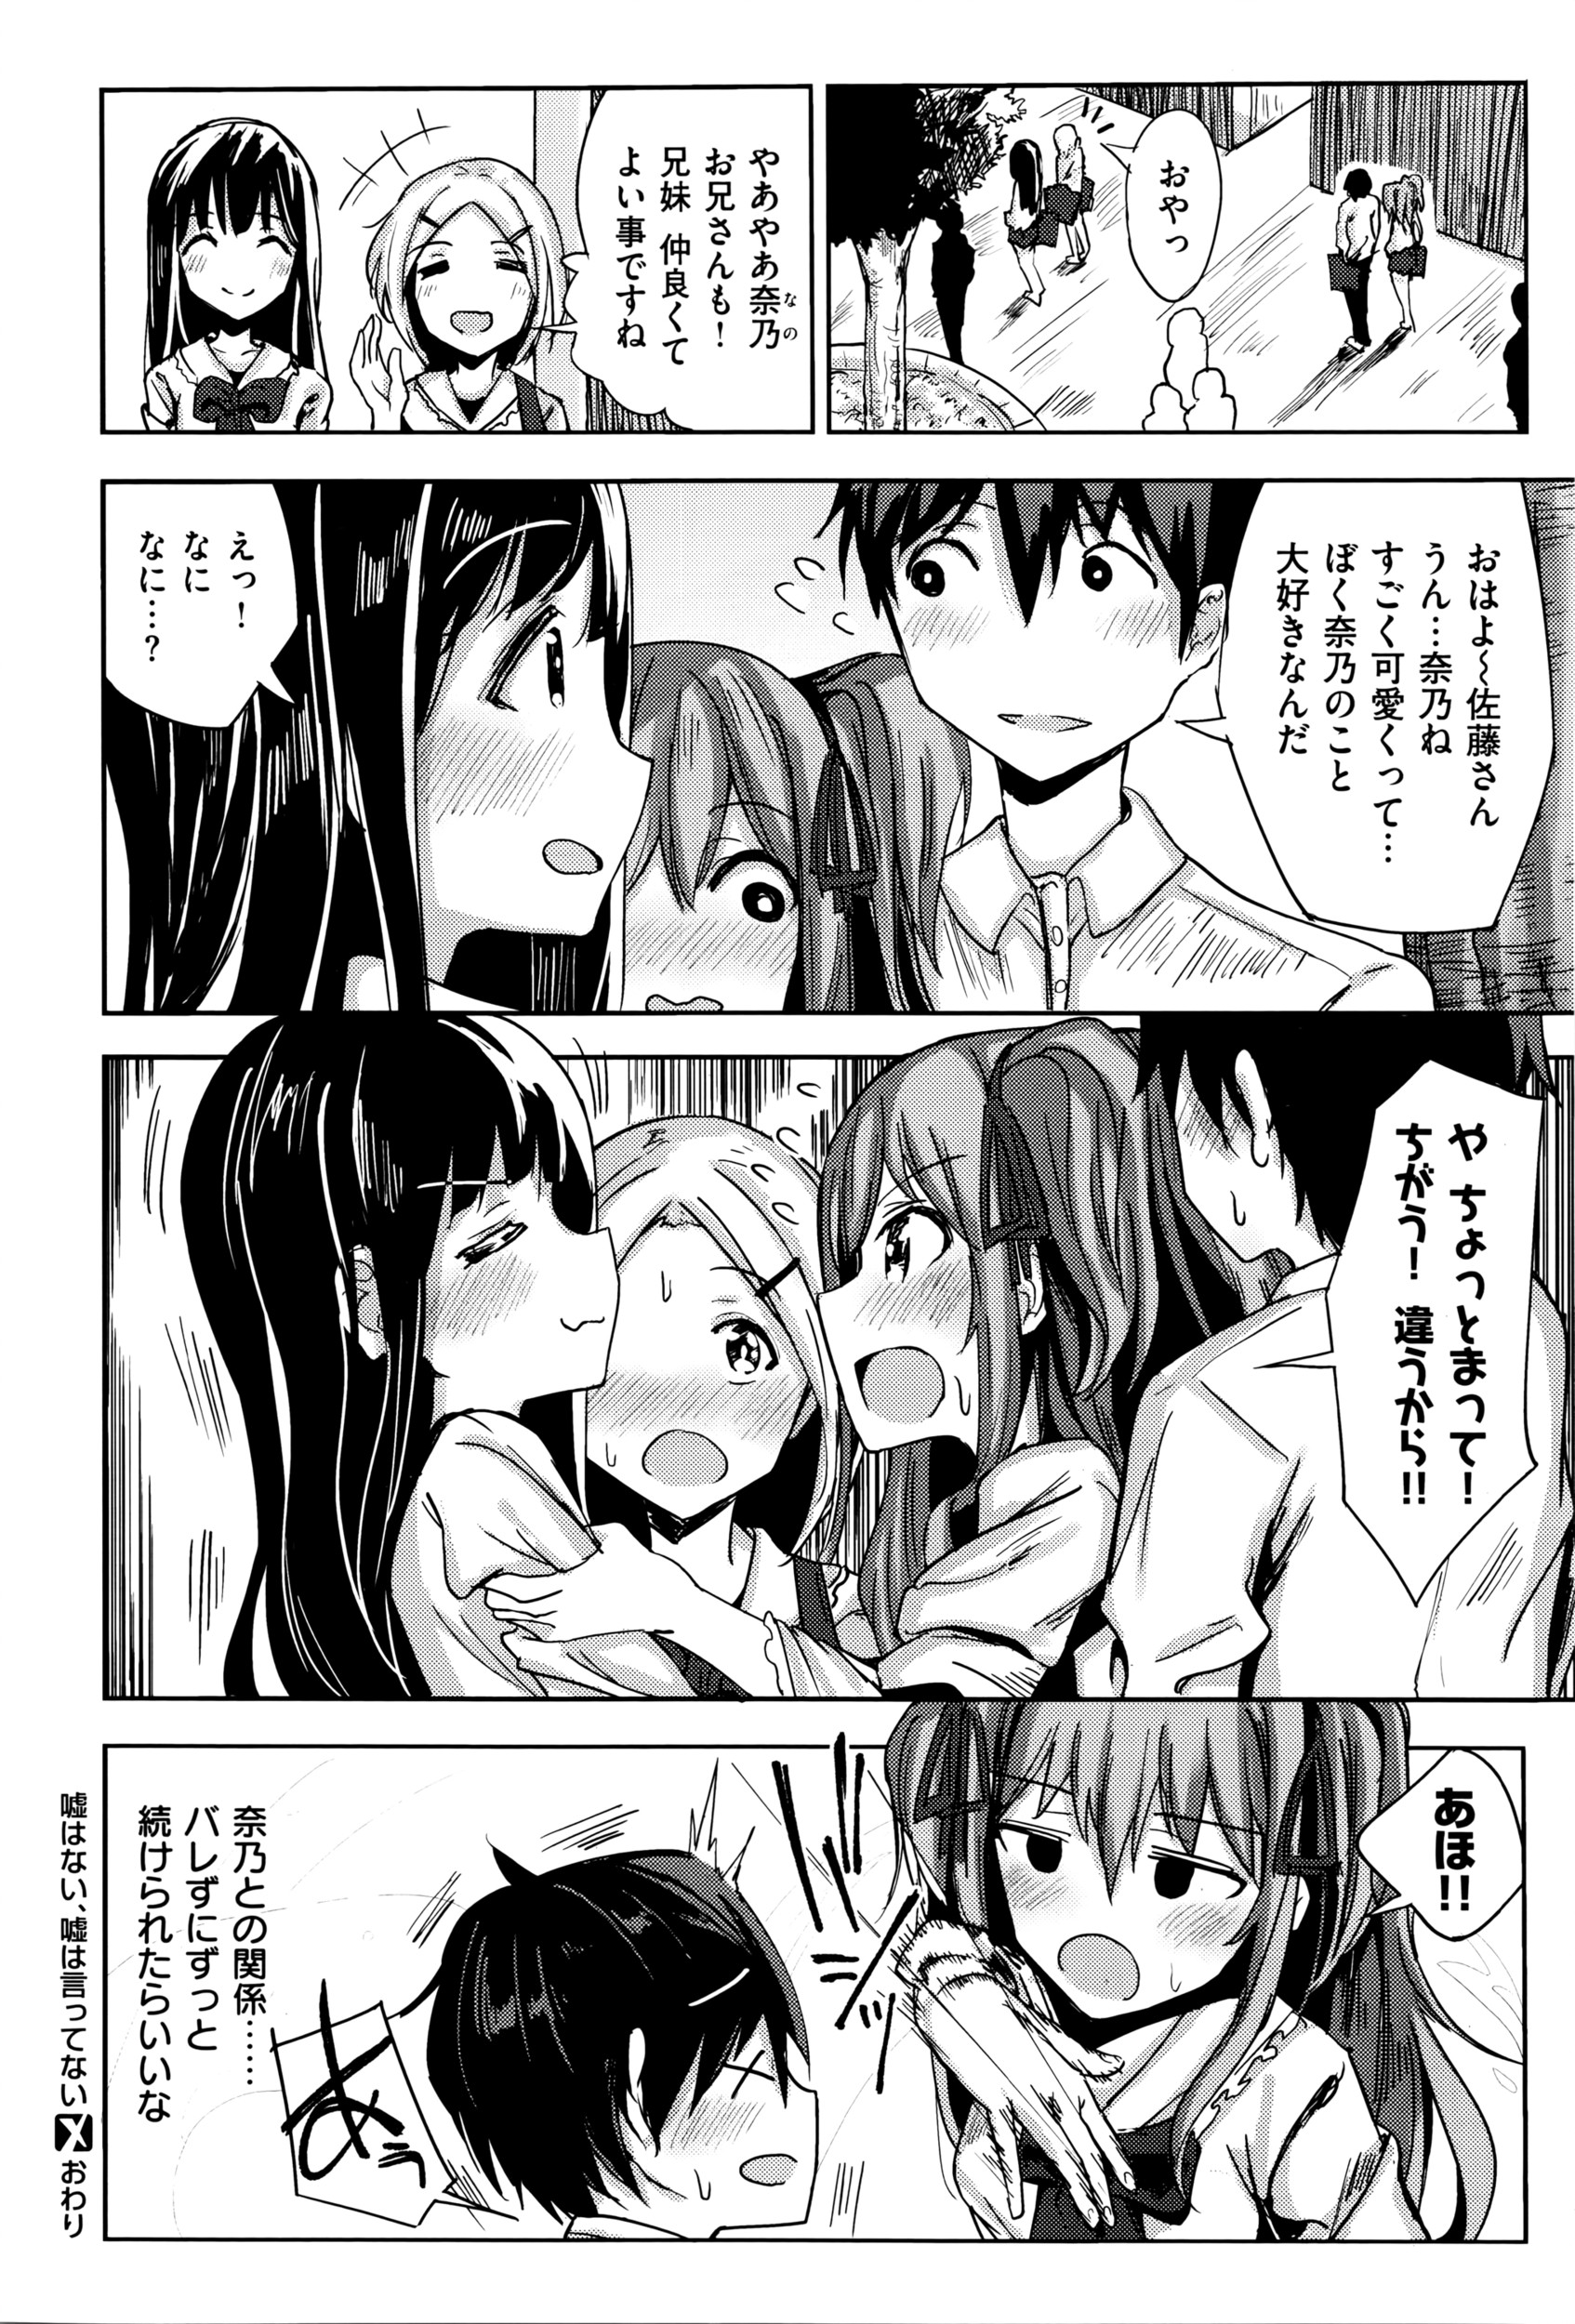 おやっ
やあやあ奈乃
なの
お兄さんも！
兄妹 仲良くて
よい事ですね
おはよ～佐藤さん
うん…奈乃ね
すごく可愛くって…
ぼく奈乃のこと
大好きなんだ
えっ！
なに
なに…？
や ちょっとまって！
ちがう！ 違うから!!
あほ!!
ペシッ
あぅ
奈乃との関係……
バレずにずっと
続けられたらいいな
嘘はない、嘘は言ってない X おわり